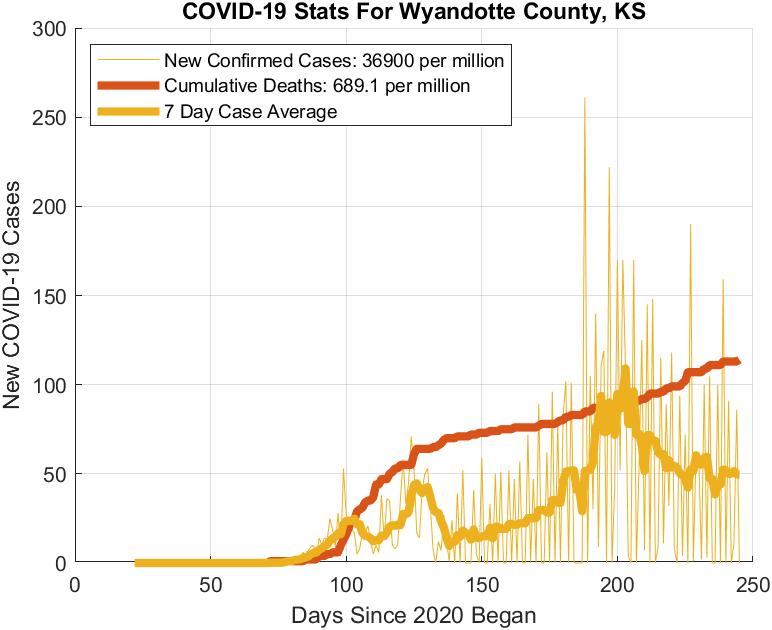 COVID-19 Stats For Wyandotte County, KS
New Confirmed Cases: 36900 per million
Cumulative Deaths: 689.1 per million
7 Day Case Average
New COVID-19 Cases
300
250
200
150
100
50
0
0 50 100 150 200 250
Days Since 2020 Began